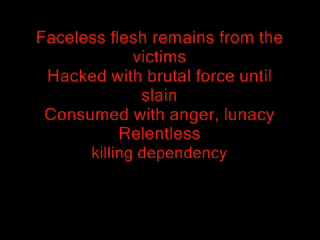 Faceless flesh remains from the
victims
Hacked with brutal force until
slain
Consumed with anger, lunacy
Relentless
killing dependency